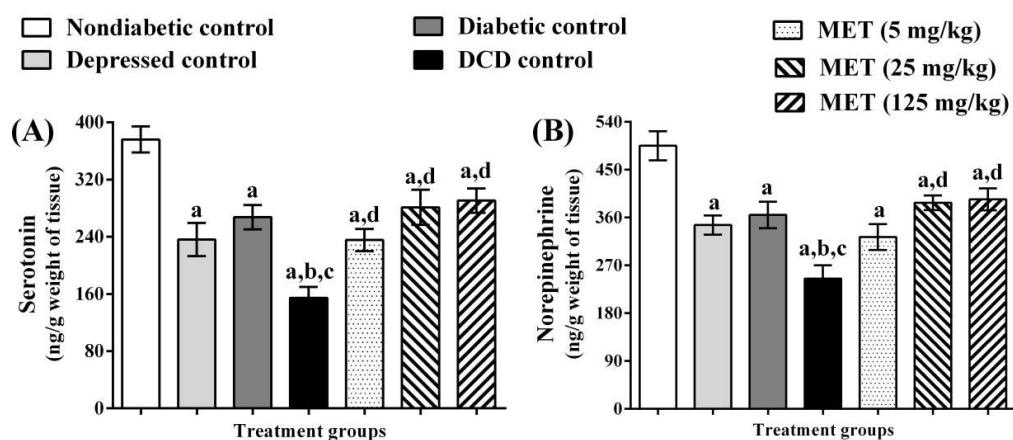 Nondiabetic control
Depressed control
Diabetic control
DCD control
MET (5 mg/kg)
MET (25 mg/kg)
MET (125 mg/kg)
(A)
Serotonin
(ng/g weight of tissue)
400
320
240
160
80
0
a
a
a,b,c
a,d
a,d
a,d
Treatment groups
(B)
Norepinephrine
(ng/g weight of tissue)
540
450
360
270
180
90
0
a
a
a,b,c
a
a,d
a,d
Treatment groups